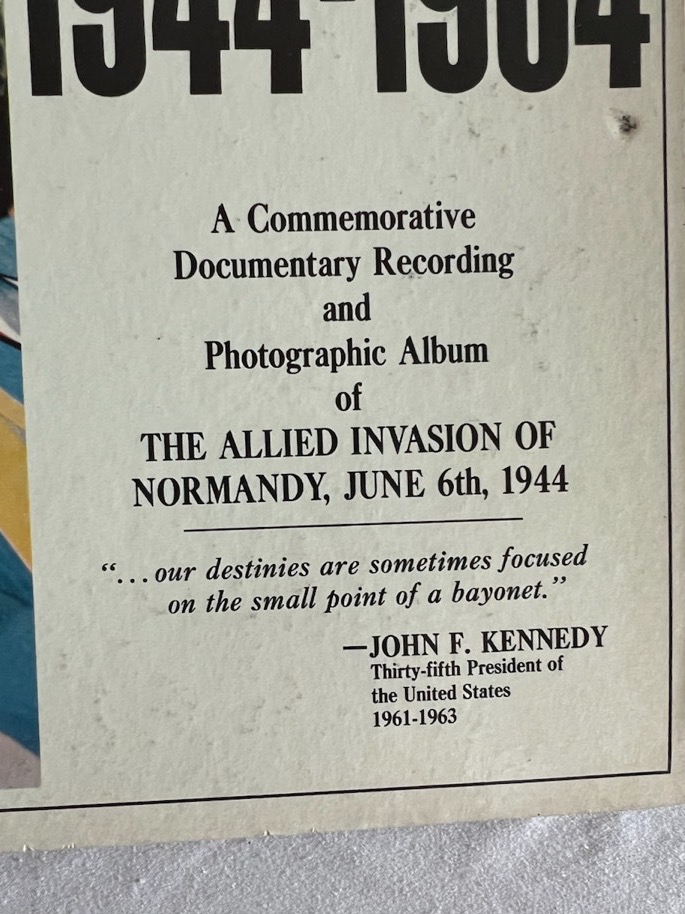 1944-
A Commemorative
Documentary Recording
and
Photographic Album
of
THE ALLIED INVASION OF
NORMANDY, JUNE 6th, 1944
“...our destinies are sometimes focused
on the small point of a bayonet.”
—JOHN F. KENNEDY
Thirty-fifth President of
the United States
1961-1963